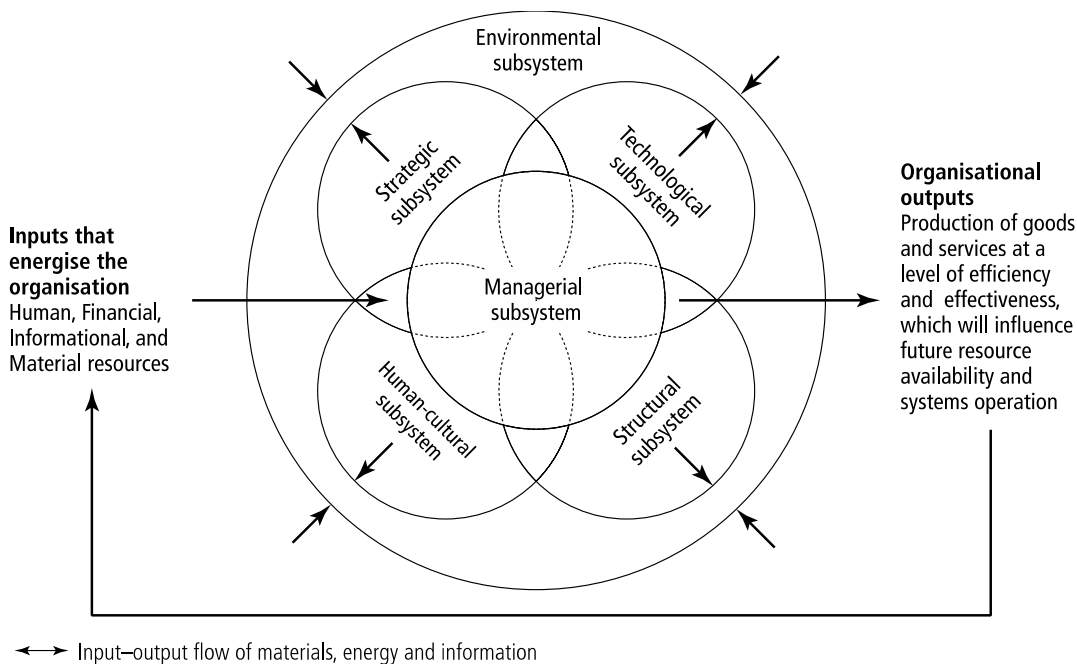 Environmental
subsystem
Strategic
subsystem
Technological
subsystem
Inputs that
energise the
organisation
Human, Financial,
Informational, and
Material resources
Managerial
subsystem
Organisational
outputs
Production of goods
and services at a
level of efficiency
and effectiveness,
which will influence
future resource
availability and
systems operation
Human-cultural
subsystem
Structural
subsystem
Input–output flow of materials, energy and information